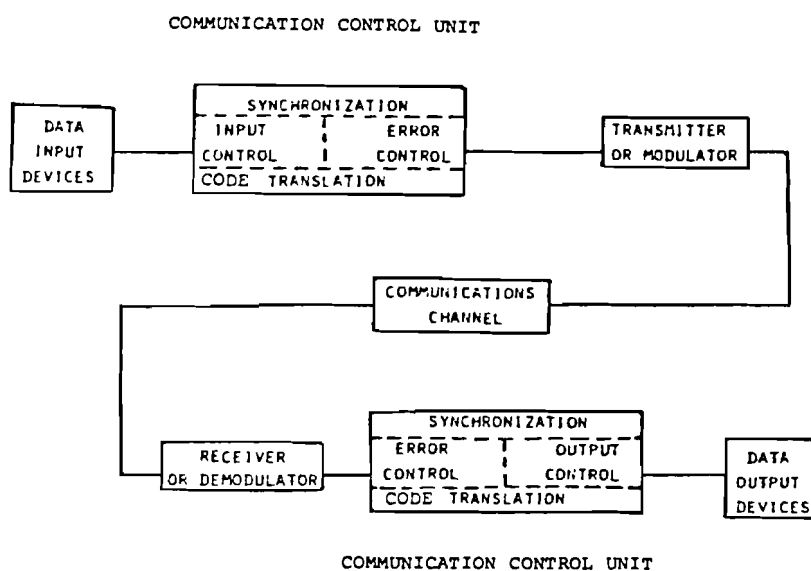 COMMUNICATION CONTROL UNIT
DATA
INPUT
DEVICES
SYNCHRONIZATION
INPUT
CONTROL
ERROR
CONTROL
CODE TRANSLATION
TRANSMITTER
OR MODULATOR
COMMUNICATIONS
CHANNEL
RECEIVER
OR DEMODULATOR
SYNCHRONIZATION
ERROR
CONTROL
OUTPUT
CONTROL
CODE TRANSLATION
DATA
OUTPUT
DEVICES
COMMUNICATION CONTROL UNIT